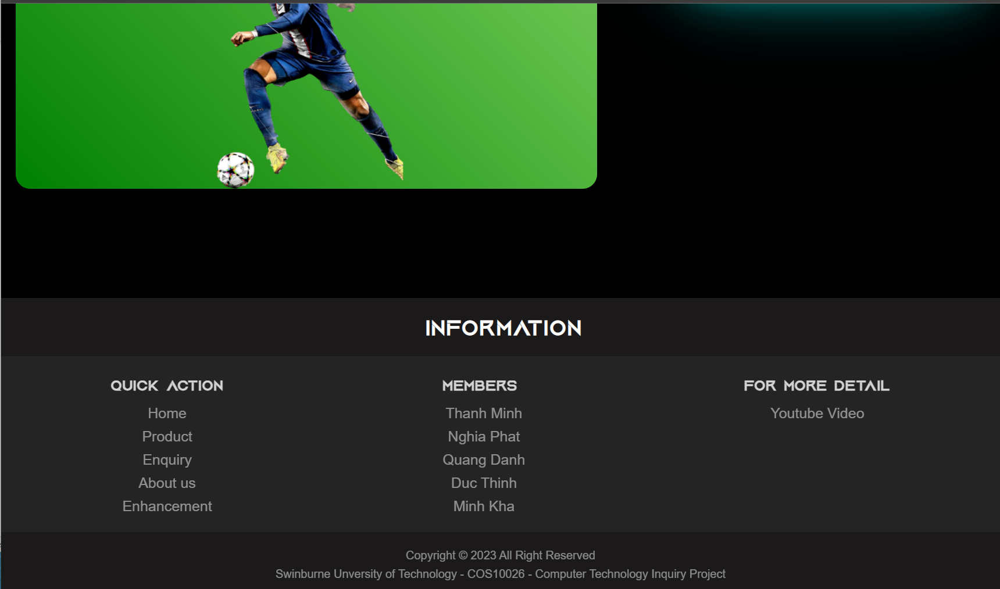 INFORMATION
QUICK ACTION
Home
Product
Enquiry
About us
Enhancement
MEMBERS
Thanh Minh
Nghia Phat
Quang Danh
Duc Thinh
Minh Kha
FOR MORE DETAIL
Youtube Video
Copyright © 2023 All Right Reserved
Swinburne Unversity of Technology - COS10026 - Computer Technology Inquiry Project